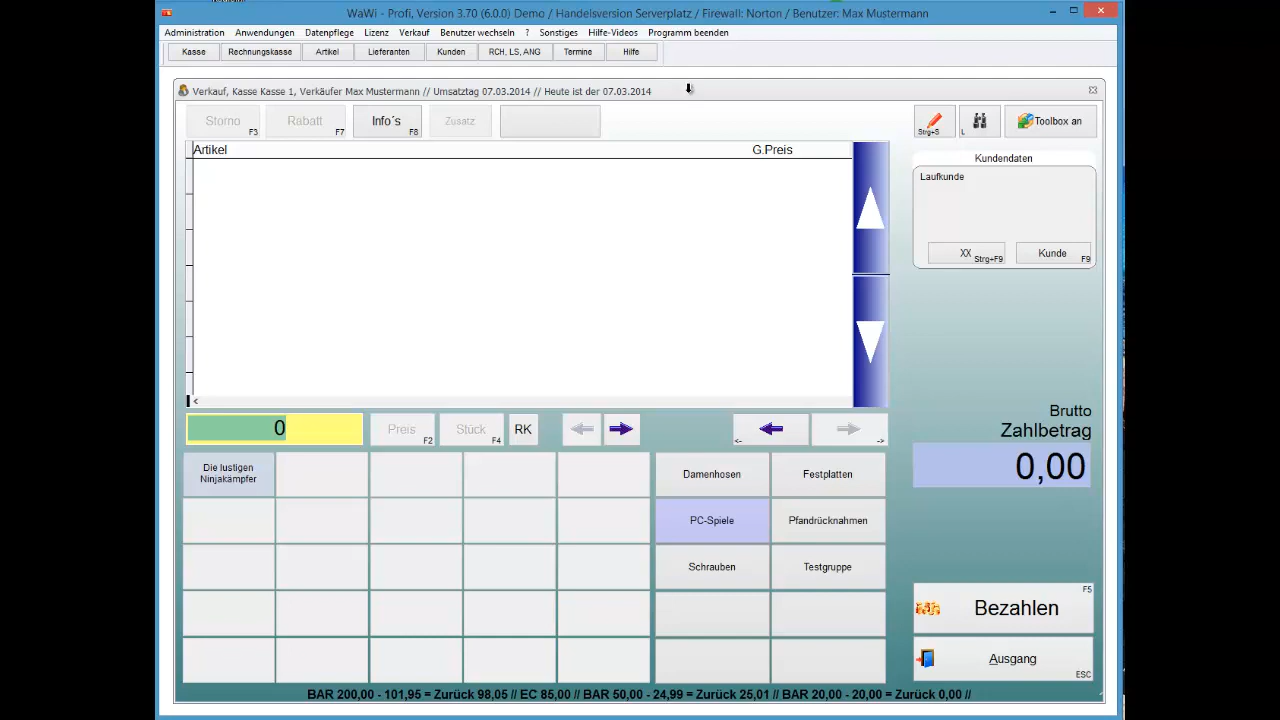 WaWi - Profi, Version 3.70 (6.0.0) Demo / Handelsversion Serverplatz / Firewall: Norton / Benutzer: Max Mustermann
Administration Anwendungen Datenpflege Lizenz Verkauf Benutzer wechseln ? Sonstiges Hilfe-Videos Programm beenden
Kasse Rechnungskasse Artikel Lieferanten Kunden RCH, LS, ANG Termine Hilfe
Verkauf, Kasse Kasse 1, Verkäufer Max Mustermann // Umsatztag 07.03.2014 // Heute ist der 07.03.2014
Storno F3 Rabatt F7 Info´s F8 Zusatz Strg+S L Toolbox an
Artikel G.Preis
Kundendaten
Laufkunde
XX Strg+F9 Kunde F9
<
0 Preis F2 Stück F4 RK <- ->
Brutto
Zahlbetrag
0,00
Die lustigen
Ninjakämpfer
Damenhosen Festplatten
PC-Spiele Pfandrücknahmen
Schrauben Testgruppe
Bezahlen F5
Ausgang ESC
BAR 200,00 - 101,95 = Zurück 98,05 // EC 85,00 // BAR 50,00 - 24,99 = Zurück 25,01 // BAR 20,00 - 20,00 = Zurück 0,00 //